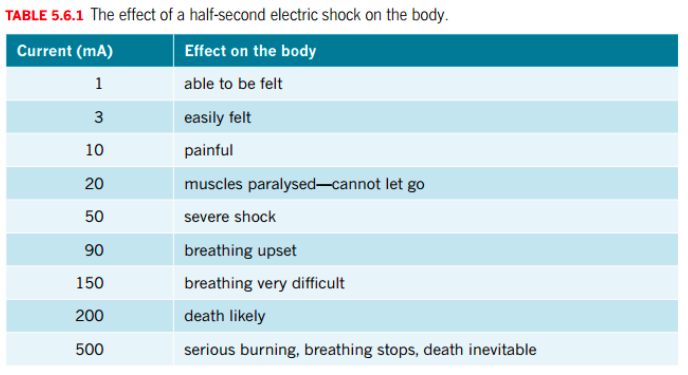 TABLE 5.6.1 The effect of a half-second electric shock on the body.
Current (mA) Effect on the body
1 able to be felt
3 easily felt
10 painful
20 muscles paralysed—cannot let go
50 severe shock
90 breathing upset
150 breathing very difficult
200 death likely
500 serious burning, breathing stops, death inevitable